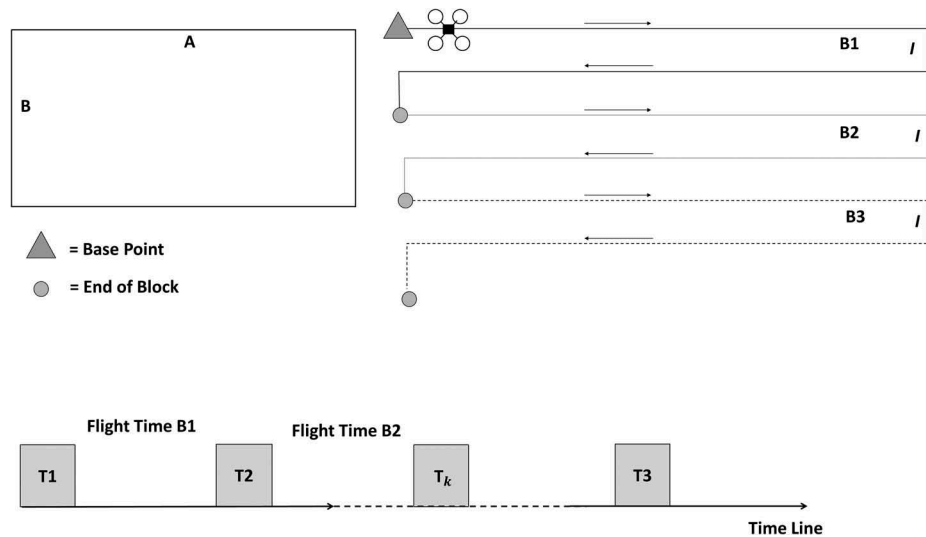 A
B
B1
l
B2
l
B3
l
= Base Point
= End of Block
Flight Time B1
Flight Time B2
T1
T2
Tₖ
T3
Time Line